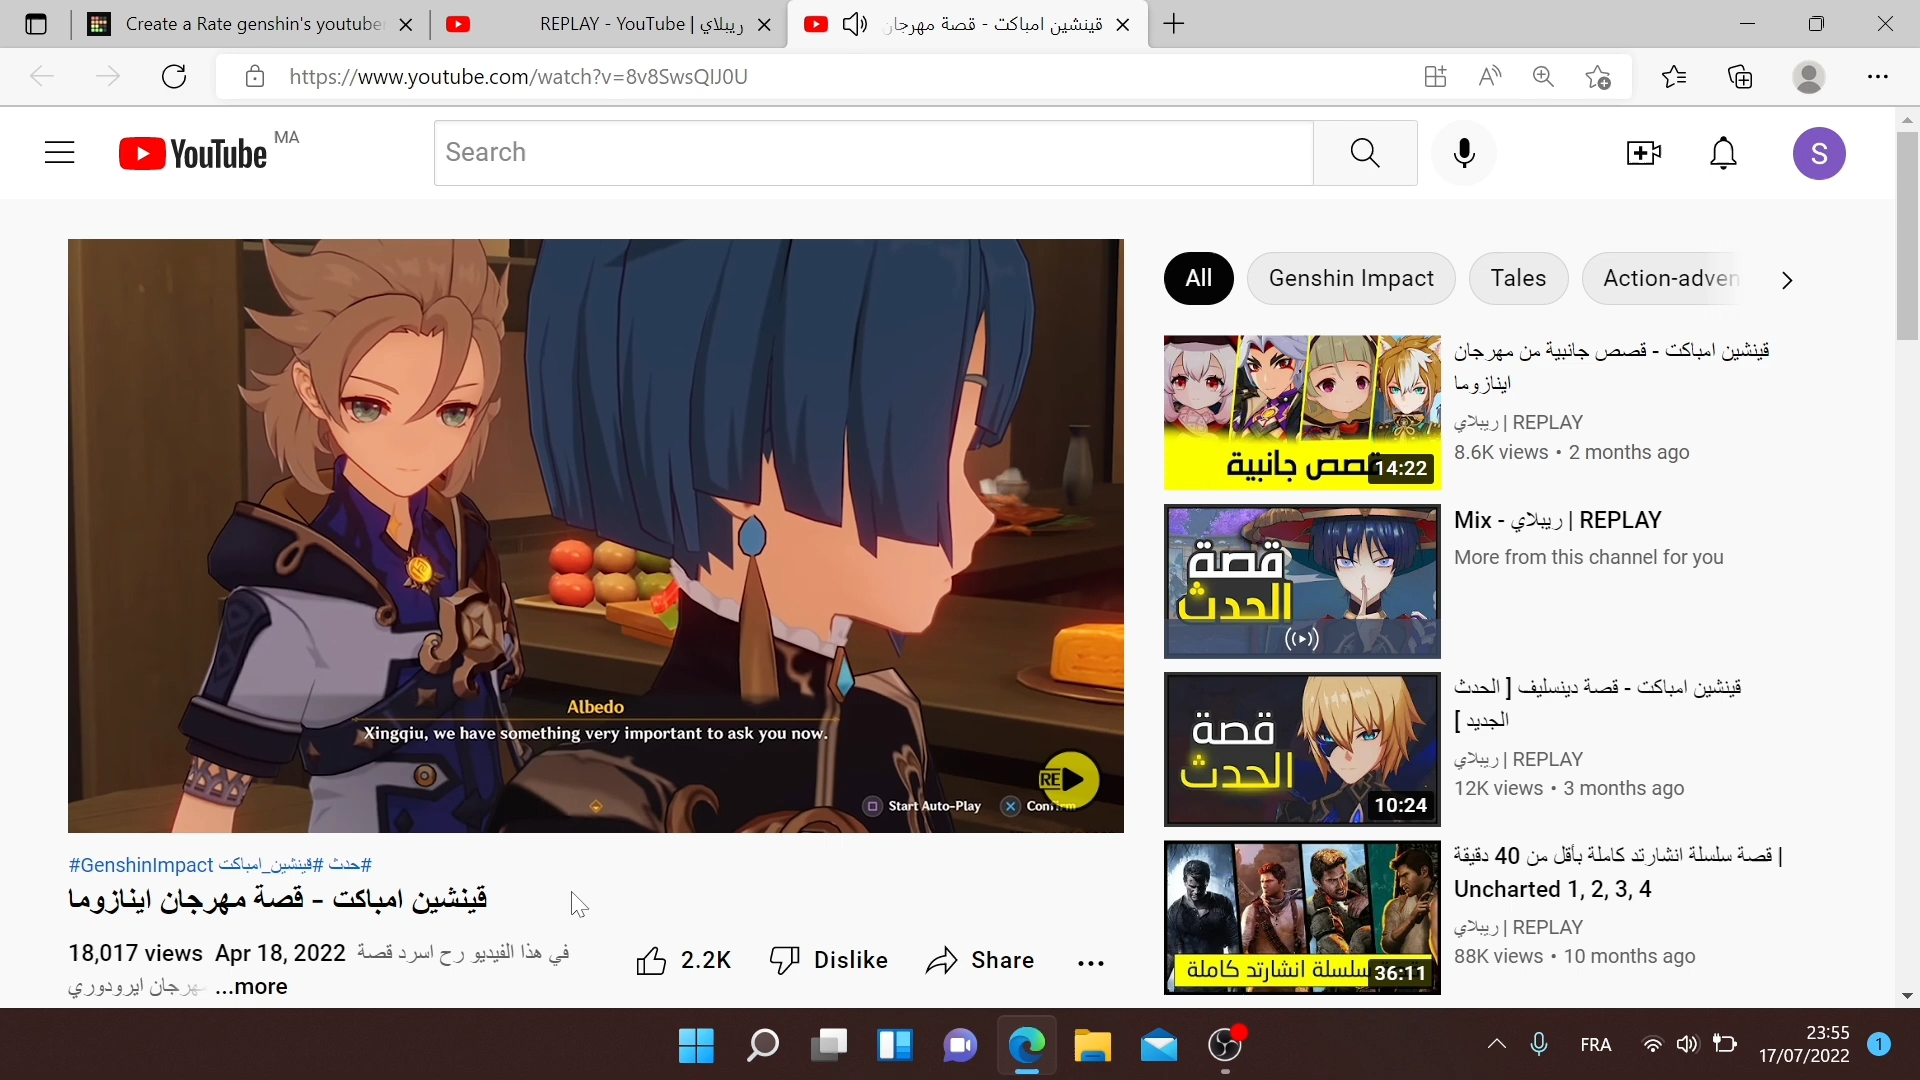 Create a Rate genshin's youtube
ريبلاي | REPLAY - YouTube
قينشين امباكت - قصة مهرجان
https://www.youtube.com/watch?v=8v8SwsQIJ0U
YouTube MA
Search
S
All
Genshin Impact
Tales
Action-adven
Albedo
Xingqiu, we have something very important to ask you now.
RE
Start Auto-Play
Confirm
#حدث #قينشين_امباكت #GenshinImpact
قينشين امباكت - قصة مهرجان اينازوما
18,017 views Apr 18, 2022 في هذا الفيديو رح اسرد قصة
مهرجان ايرودوري ...more
2.2K
Dislike
Share
قصص جانبية
14:22
قينشين امباكت - قصص جانبية من مهرجان
اينازوما
ريبلاي | REPLAY
8.6K views • 2 months ago
قصة
الحدث
Mix - ريبلاي | REPLAY
More from this channel for you
قصة
الحدث
10:24
قينشين امباكت - قصة دينسليف [ الحدث
الجديد ]
ريبلاي | REPLAY
12K views • 3 months ago
سلسلة انشارتد كاملة
36:11
قصة سلسلة انشارتد كاملة بأقل من 40 دقيقة |
Uncharted 1, 2, 3, 4
ريبلاي | REPLAY
88K views • 10 months ago
FRA
23:55
17/07/2022
1